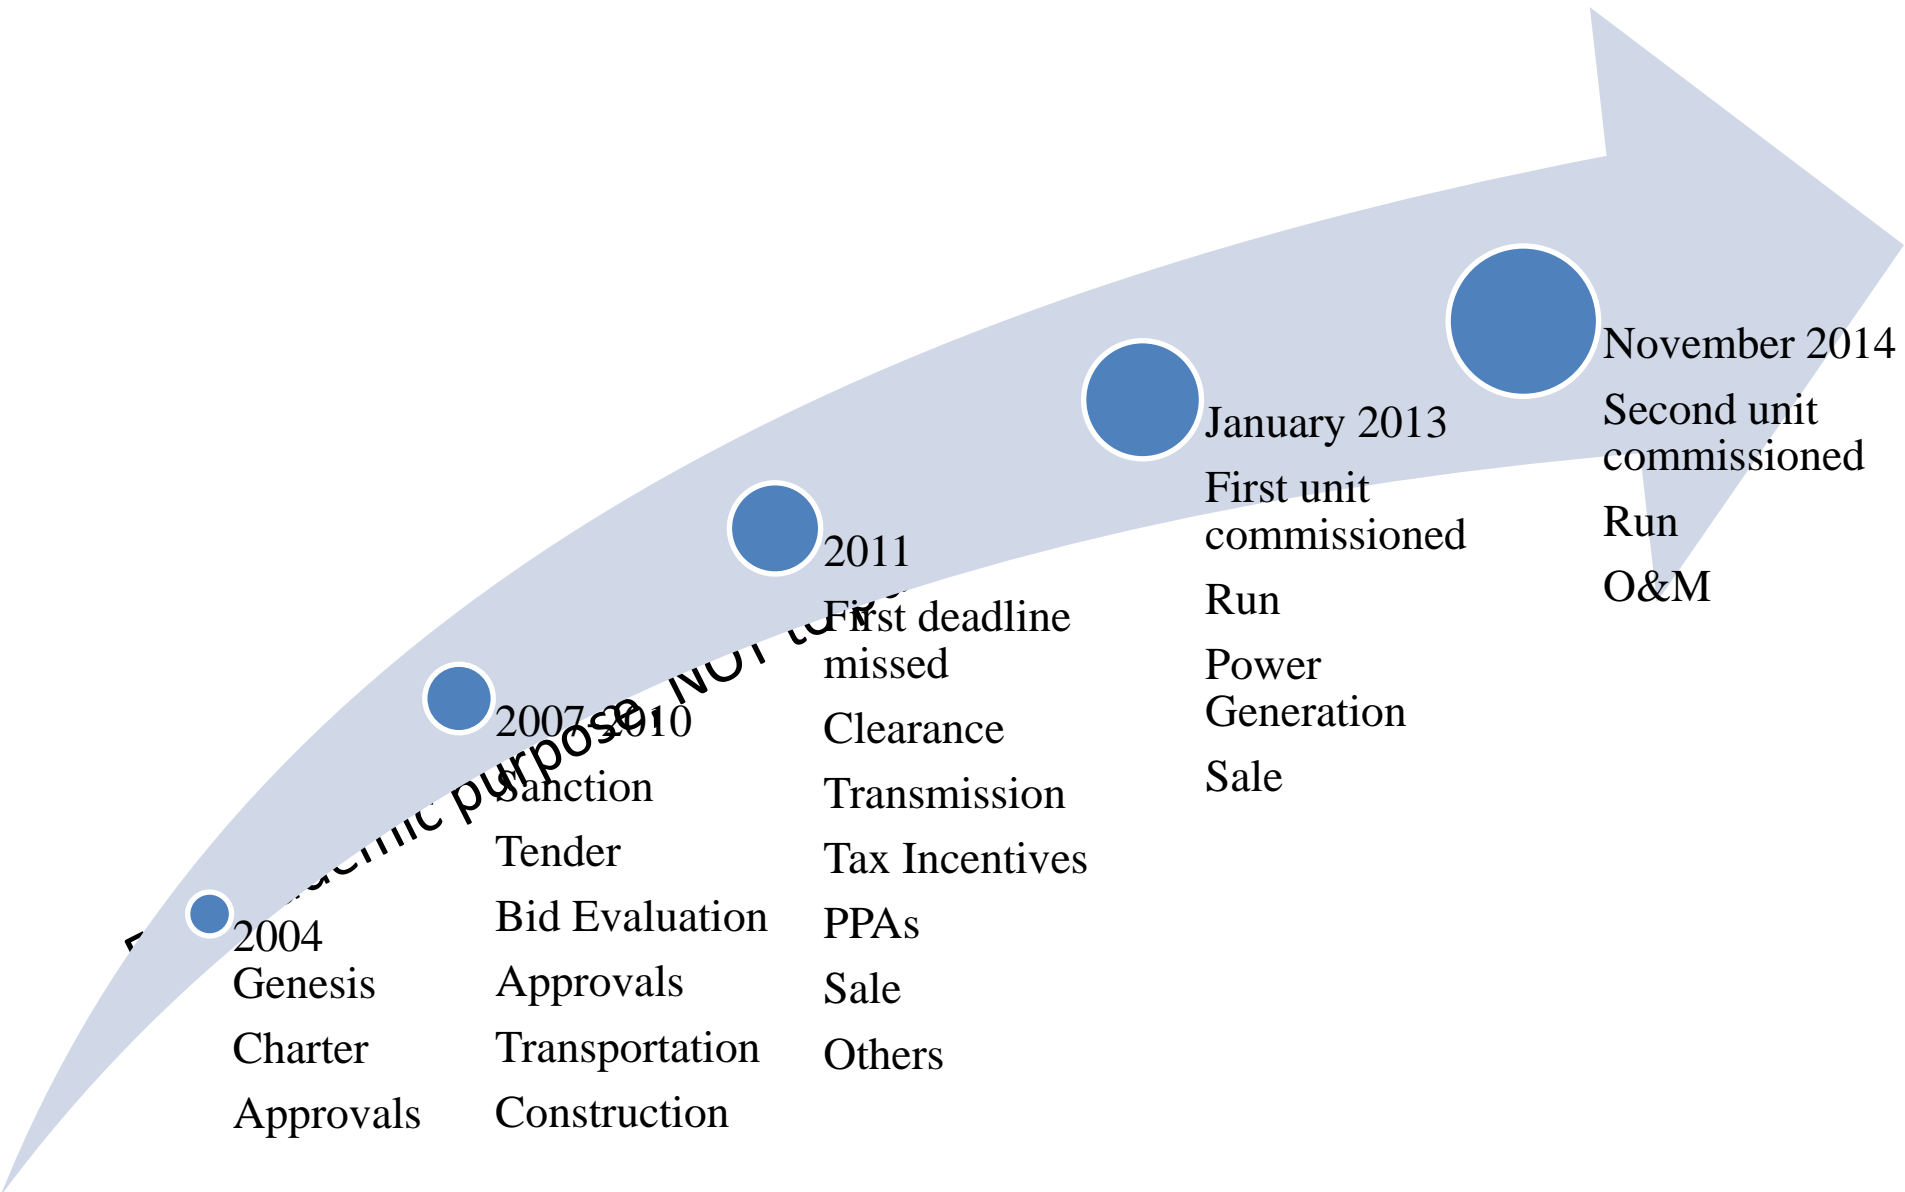 2004
Genesis
Charter
Approvals
2007-2010
Sanction
Tender
Bid Evaluation
Approvals
Transportation
Construction
2011
First deadline
missed
Clearance
Transmission
Tax Incentives
PPAs
Sale
Others
January 2013
First unit
commissioned
Run
Power
Generation
Sale
November 2014
Second unit
commissioned
Run
O&M
purpose. NOT to